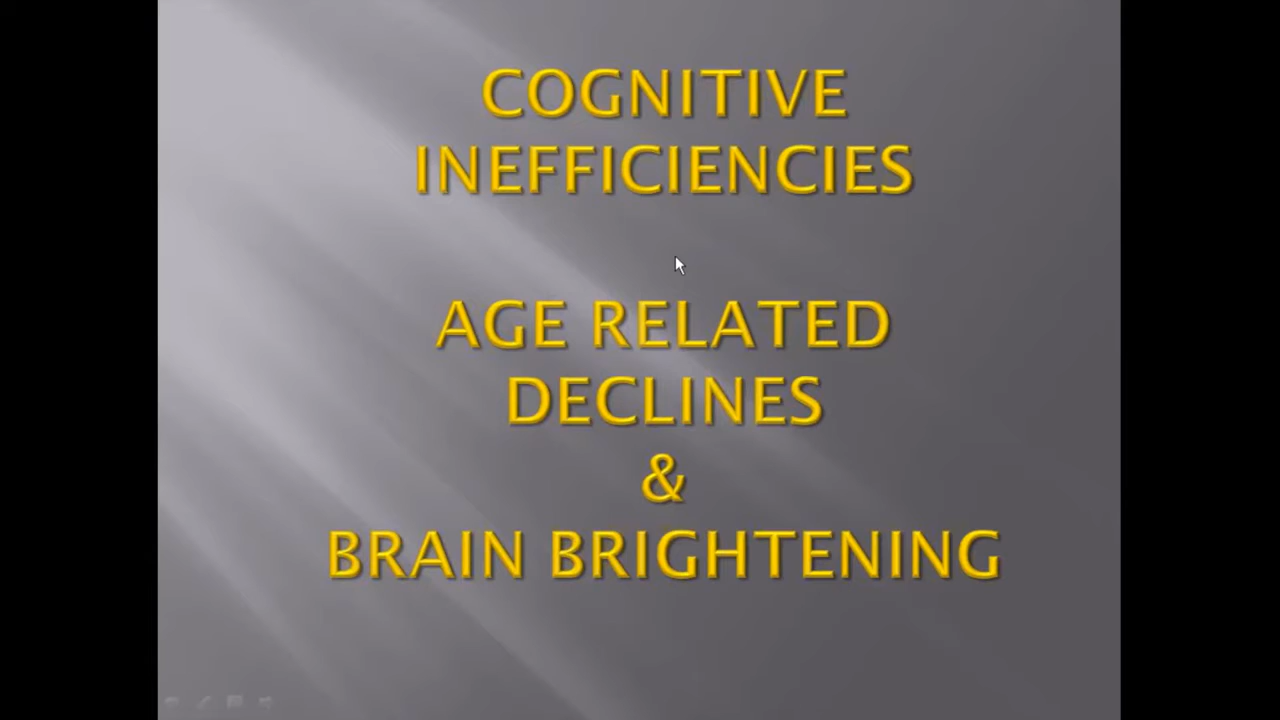 COGNITIVE
INEFFICIENCIES
AGE RELATED
DECLINES
&
BRAIN BRIGHTENING